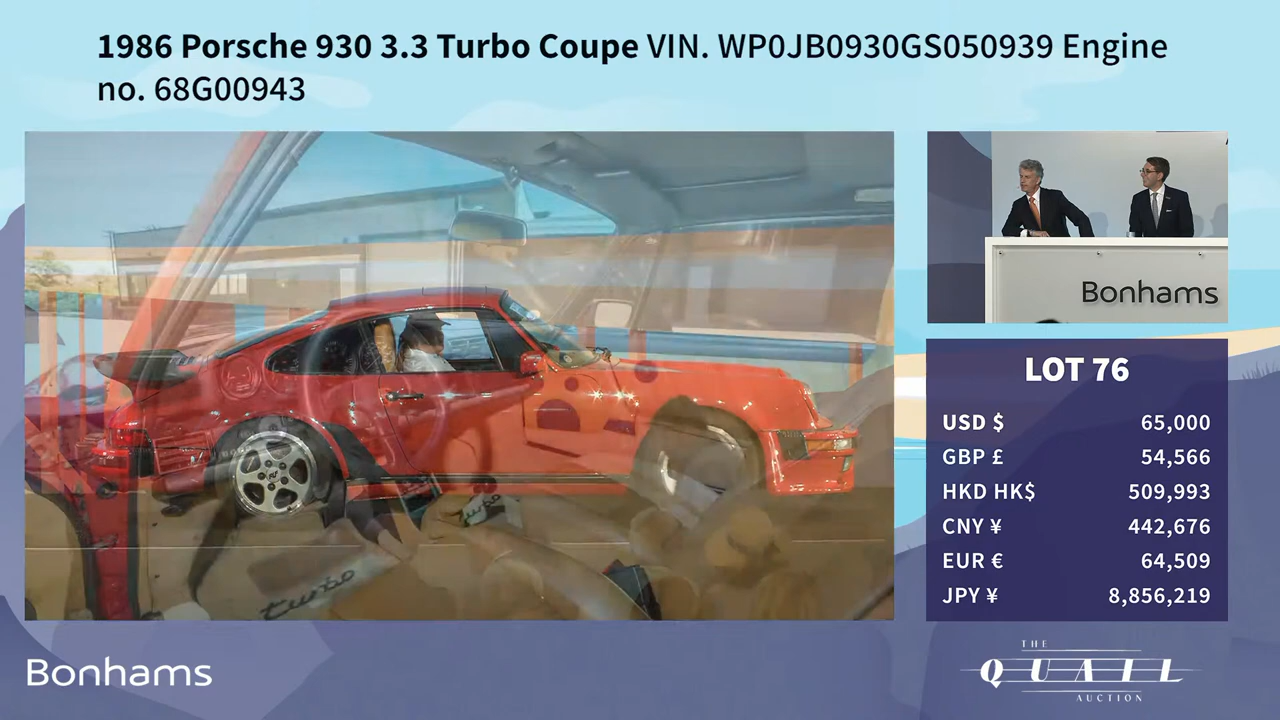 1986 Porsche 930 3.3 Turbo Coupe VIN. WP0JB0930GS050939 Engine
no. 68G00943
Bonhams
LOT 76
USD $ 65,000
GBP £ 54,566
HKD HK$ 509,993
CNY ¥ 442,676
EUR € 64,509
JPY ¥ 8,856,219
turbo
turbo
Bonhams
THE
QUAIL
AUCTION